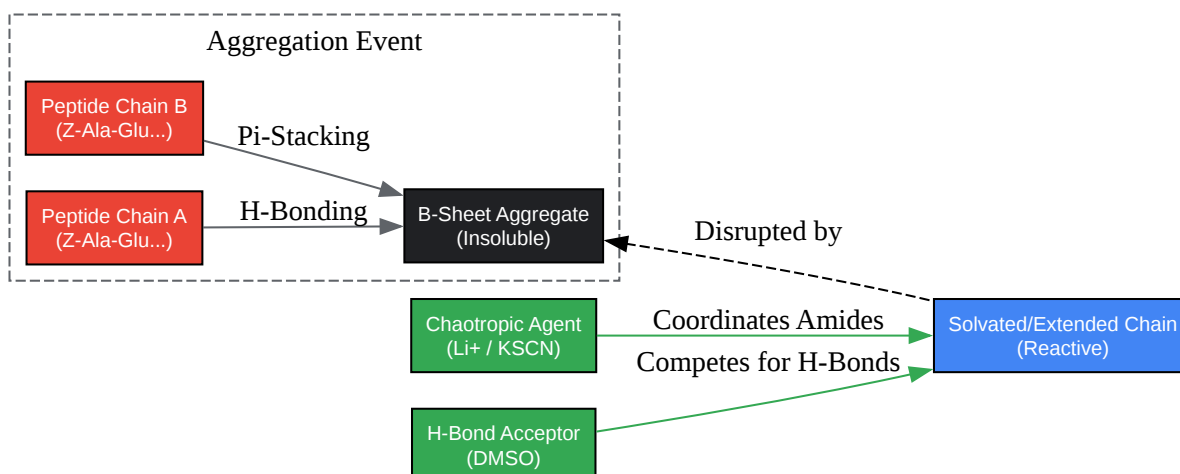 Aggregation Event
Peptide Chain B
(Z-Ala-Glu...)
Pi-Stacking
Peptide Chain A
(Z-Ala-Glu...)
H-Bonding
B-Sheet Aggregate
(Insoluble)
Disrupted by
Chaotropic Agent
(Li+ / KSCN)
Coordinates Amides
Solvated/Extended Chain
(Reactive)
Competes for H-Bonds
H-Bond Acceptor
(DMSO)